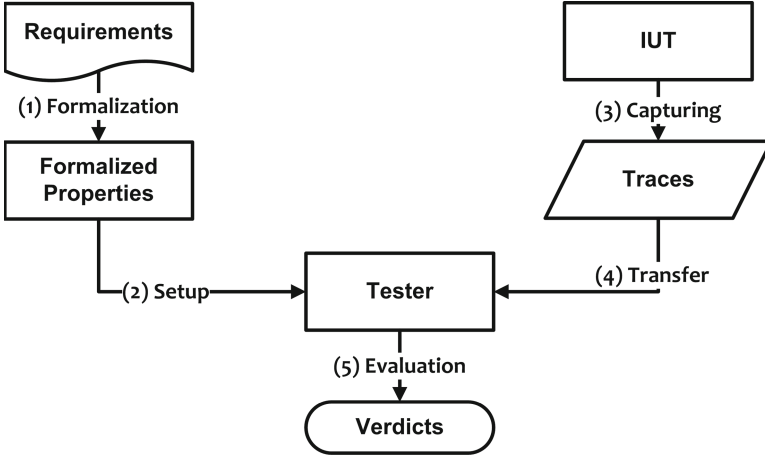 Requirements
IUT
(1) Formalization
(3) Capturing
Formalized
Properties
Traces
(2) Setup
Tester
(4) Transfer
(5) Evaluation
Verdicts